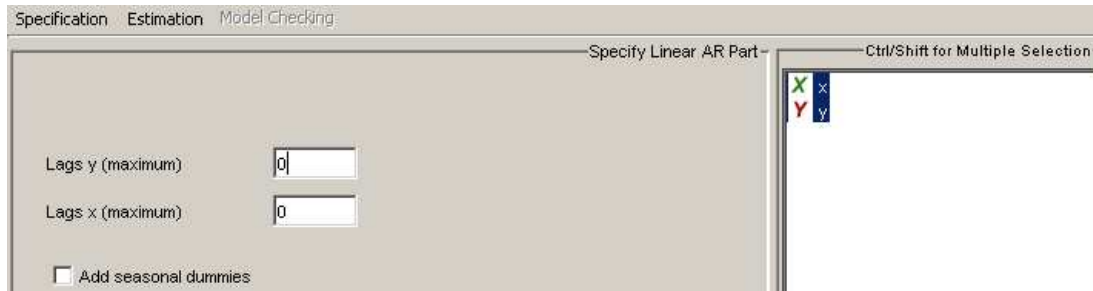 Specification Estimation Model Checking
Specify Linear AR Part
Ctrl/Shift for Multiple Selection
X x
Y y
Lags y (maximum) 0
Lags x (maximum) 0
Add seasonal dummies